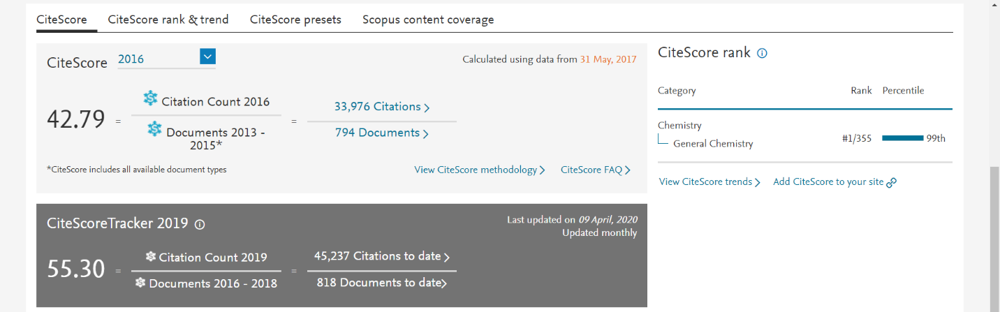 CiteScore CiteScore rank & trend CiteScore presets Scopus content coverage
CiteScore 2016
Calculated using data from 31 May, 2017
42.79 = Citation Count 2016 = 33,976 Citations >
Documents 2013 - 2015* 794 Documents >
*CiteScore includes all available document types
View CiteScore methodology > CiteScore FAQ >
CiteScore rank
Category Rank Percentile
Chemistry
General Chemistry #1/355 99th
View CiteScore trends > Add CiteScore to your site
CiteScoreTracker 2019
Last updated on 09 April, 2020
Updated monthly
55.30 = Citation Count 2019 = 45,237 Citations to date >
Documents 2016 - 2018 818 Documents to date>